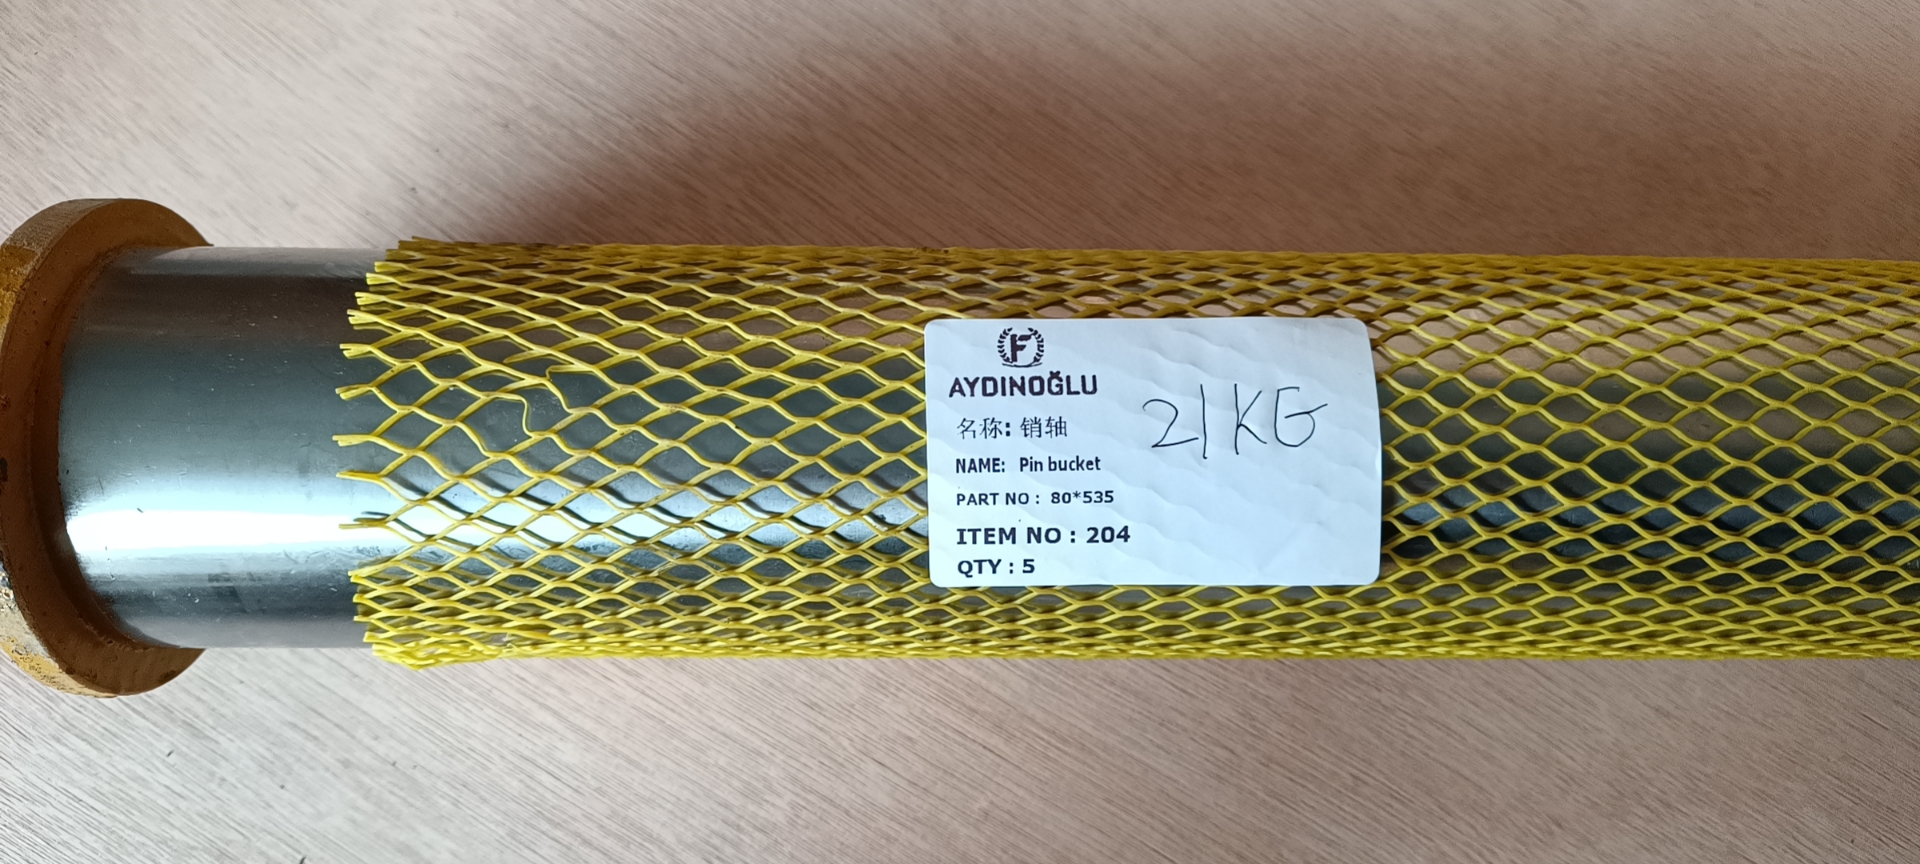 F
AYDINOĞLU
名称: 销轴
21KG
NAME: Pin bucket
PART NO : 80*535
ITEM NO : 204
QTY : 5